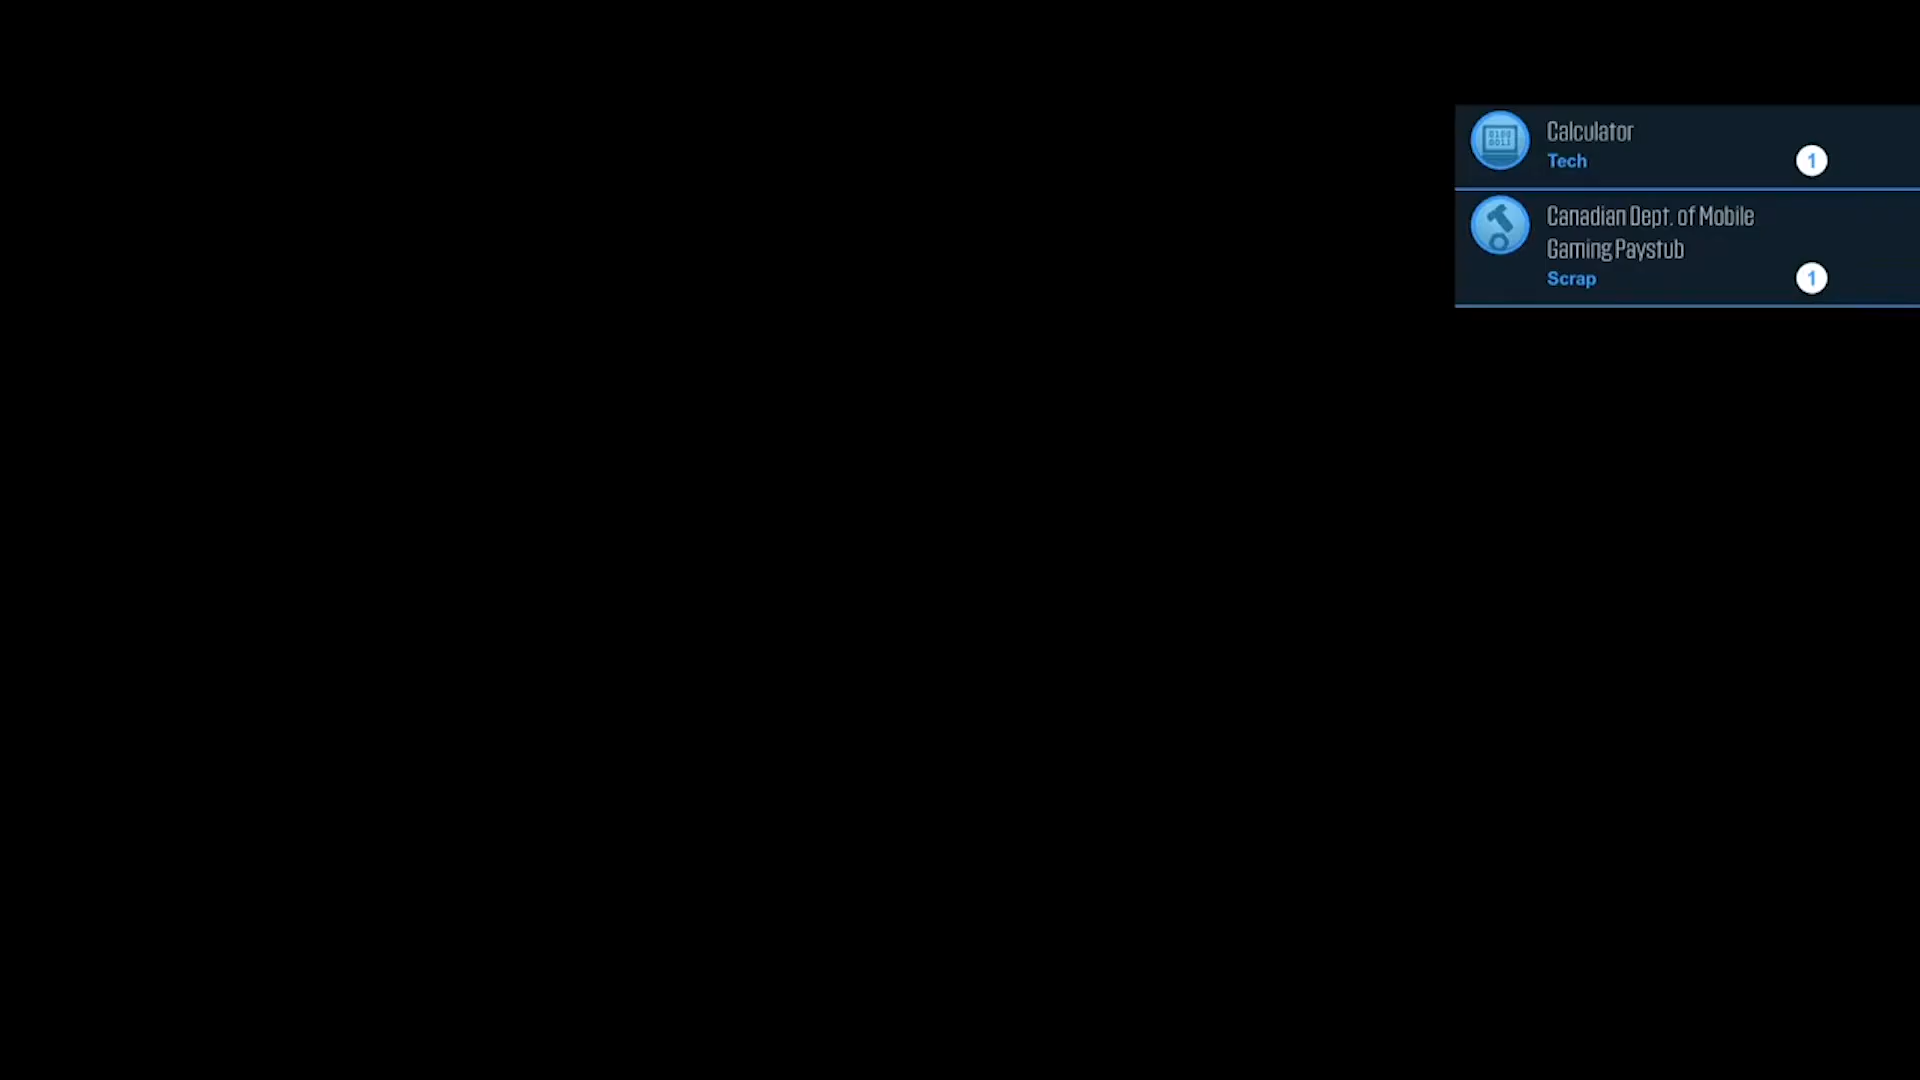 Calculator
Tech
1
Canadian Dept. of Mobile
Gaming Paystub
Scrap
1